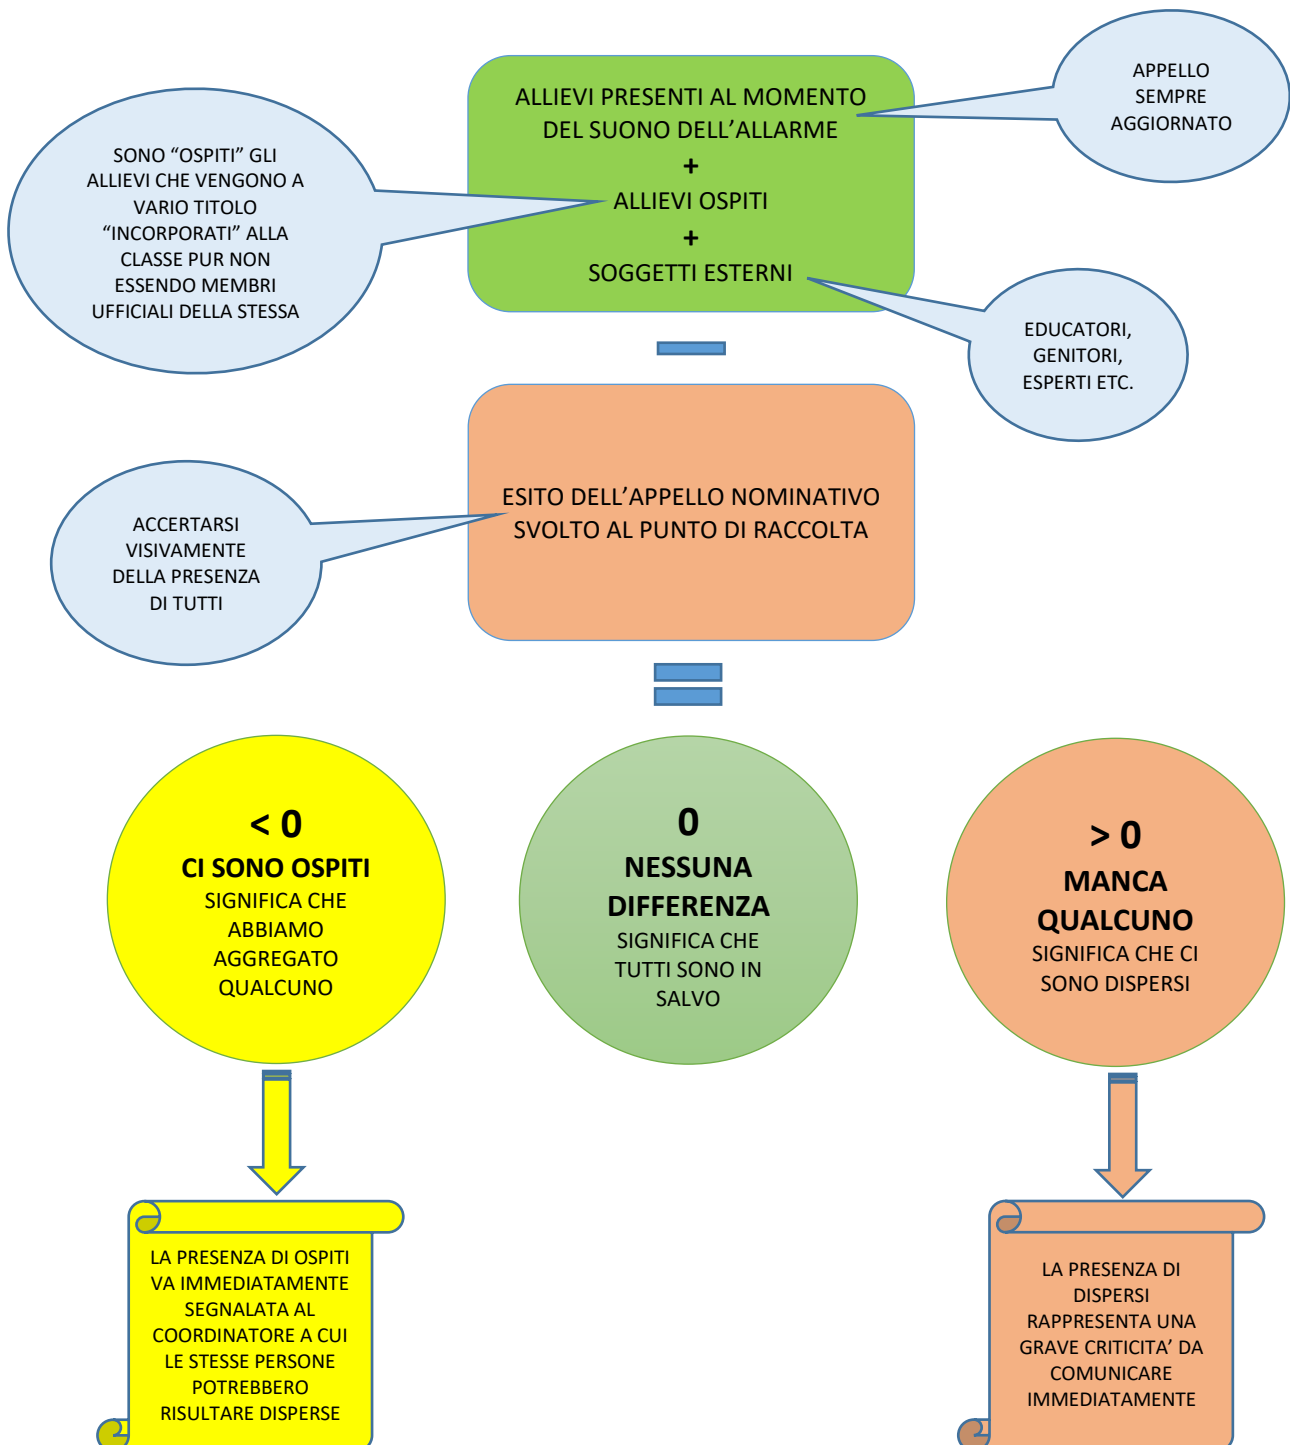 ALLIEVI PRESENTI AL MOMENTO
DEL SUONO DELL’ALLARME
+
ALLIEVI OSPITI
+
SOGGETTI ESTERNI
APPELLO
SEMPRE
AGGIORNATO
SONO “OSPITI” GLI
ALLIEVI CHE VENGONO A
VARIO TITOLO
“INCORPORATI” ALLA
CLASSE PUR NON
ESSENDO MEMBRI
UFFICIALI DELLA STESSA
EDUCATORI,
GENITORI,
ESPERTI ETC.
ESITO DELL’APPELLO NOMINATIVO
SVOLTO AL PUNTO DI RACCOLTA
ACCERTARSI
VISIVAMENTE
DELLA PRESENZA
DI TUTTI
< 0
CI SONO OSPITI
SIGNIFICA CHE
ABBIAMO
AGGREGATO
QUALCUNO
0
NESSUNA
DIFFERENZA
SIGNIFICA CHE
TUTTI SONO IN
SALVO
> 0
MANCA
QUALCUNO
SIGNIFICA CHE CI
SONO DISPERSI
LA PRESENZA DI OSPITI
VA IMMEDIATAMENTE
SEGNALATA AL
COORDINATORE A CUI
LE STESSE PERSONE
POTREBBERO
RISULTARE DISPERSE
LA PRESENZA DI
DISPERSI
RAPPRESENTA UNA
GRAVE CRITICITA’ DA
COMUNICARE
IMMEDIATAMENTE